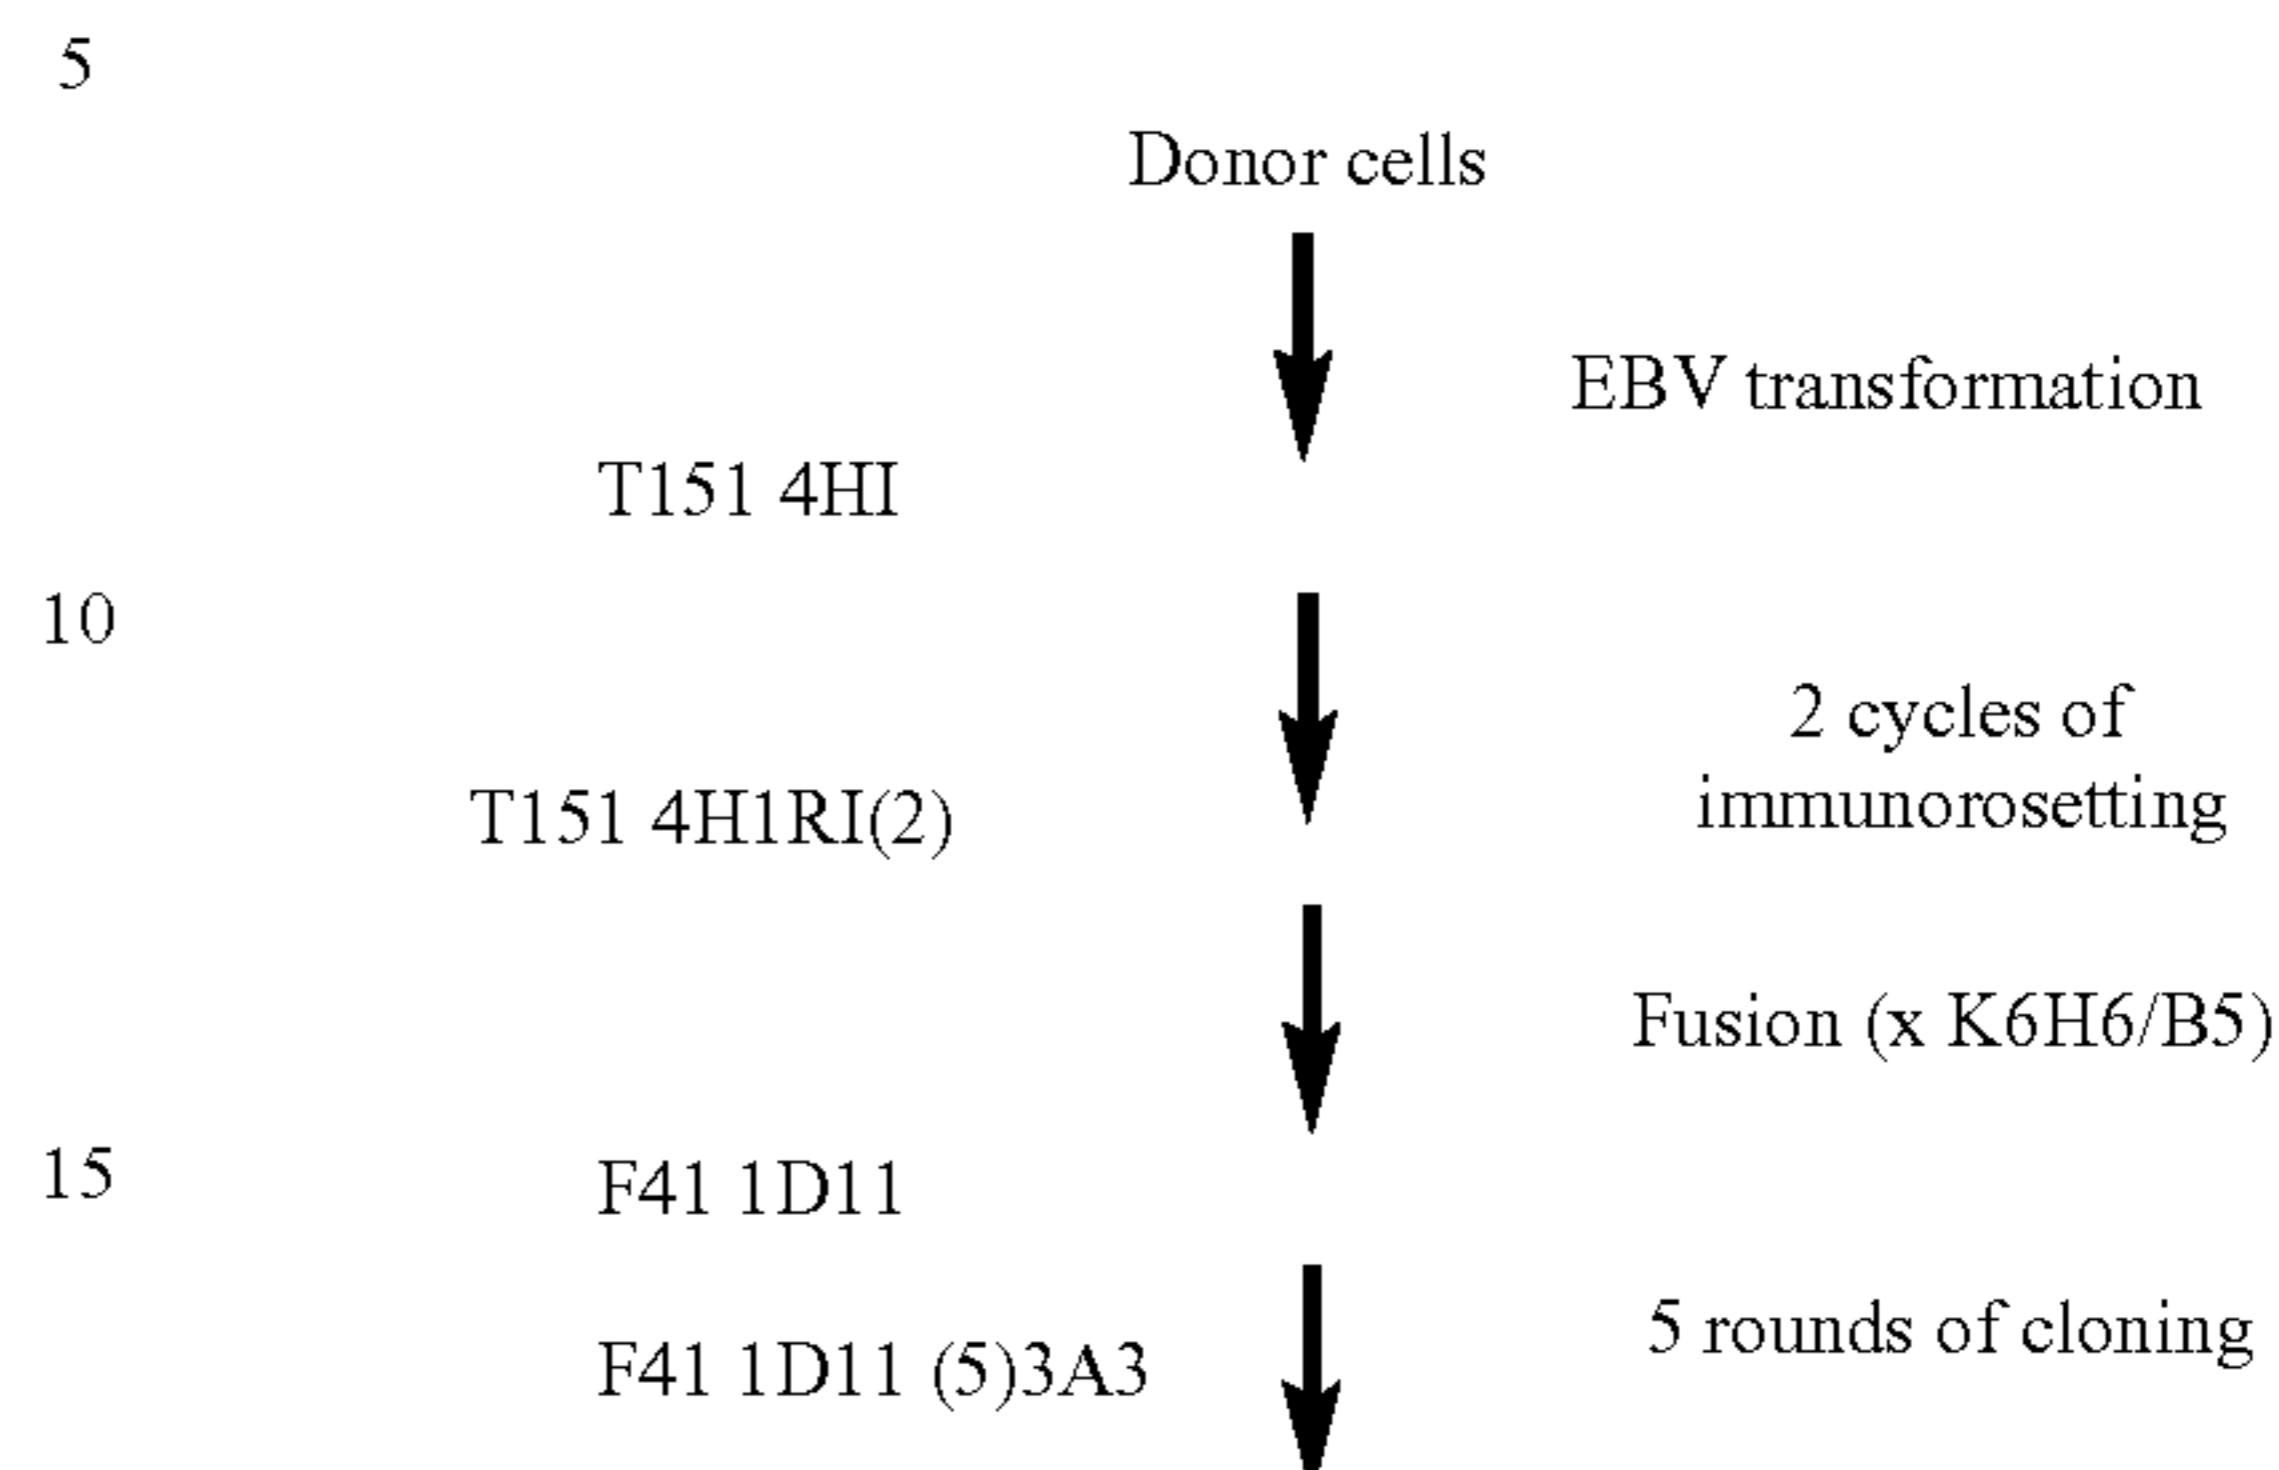 5
Donor cells
EBV transformation
T151 4HI
10
2 cycles of
immunorosetting
T151 4H1RI(2)
Fusion (x K6H6/B5)
15
F41 1D11
5 rounds of cloning
F41 1D11 (5)3A3